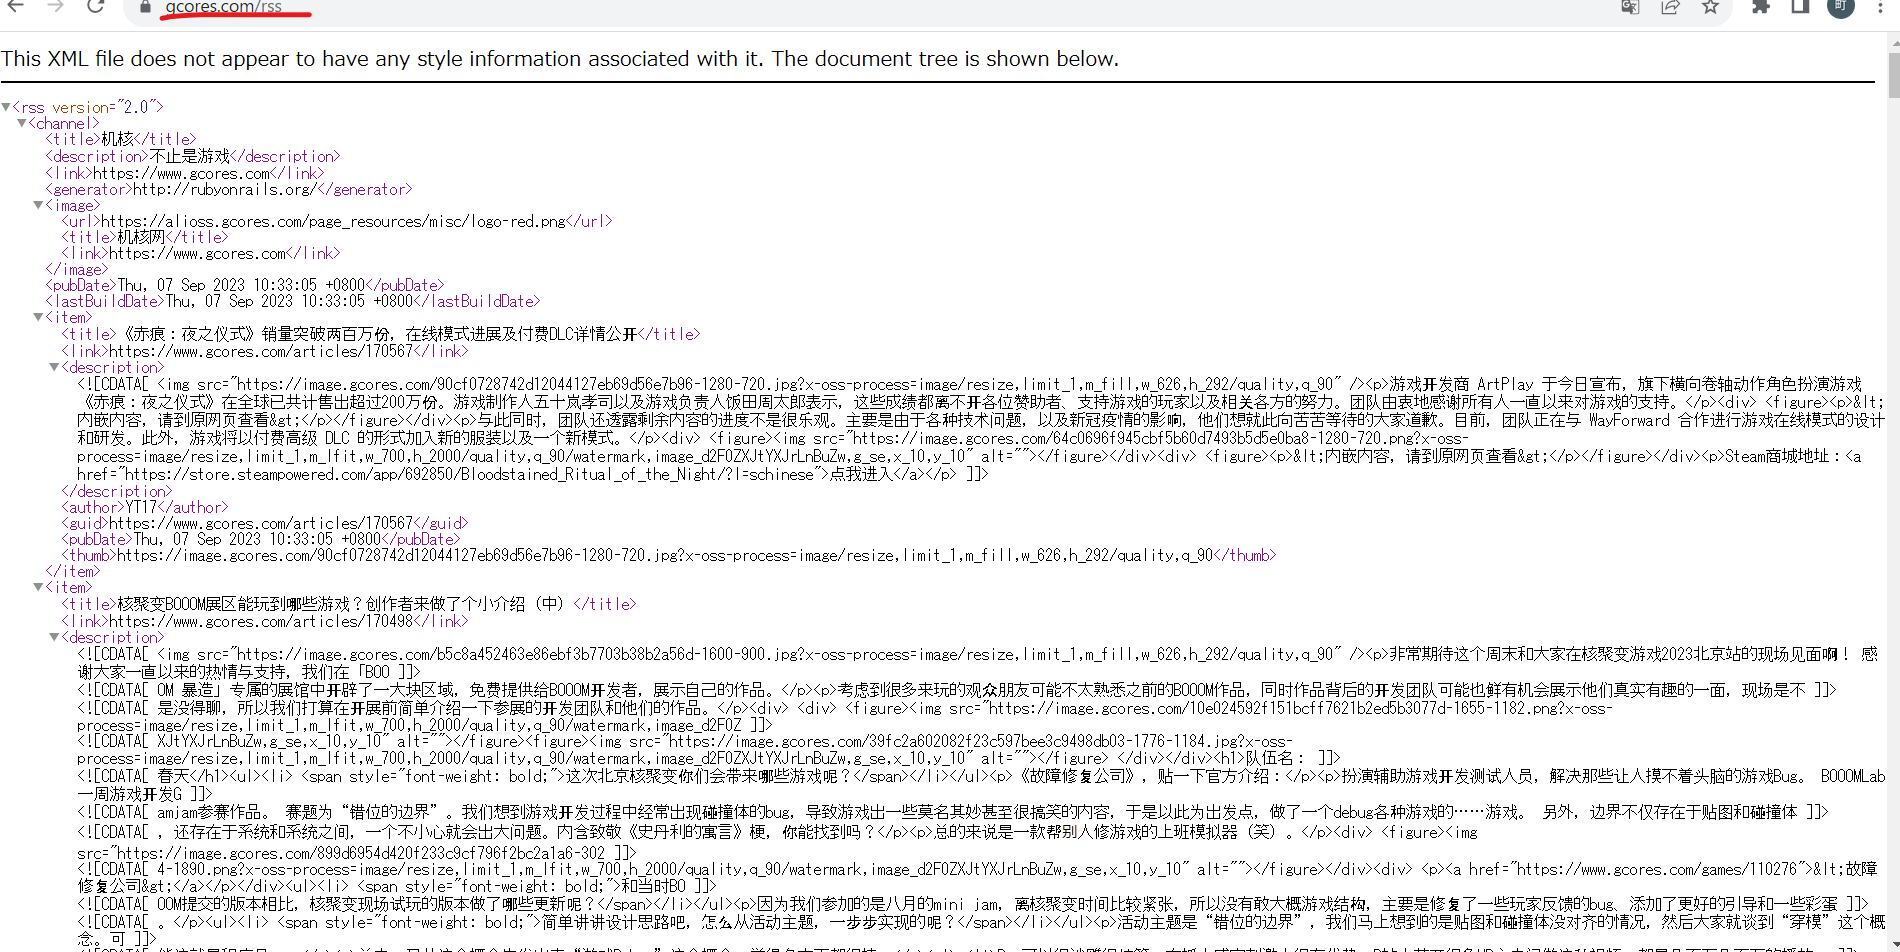 gcores.com/rss
町
This XML file does not appear to have any style information associated with it. The document tree is shown below.
▼<rss version="2.0">
▼<channel>
<title>机核</title>
<description>不止是游戏</description>
<link>https://www.gcores.com</link>
<generator>http://rubyonrails.org/</generator>
▼<image>
<url>https://alioss.gcores.com/page_resources/misc/logo-red.png</url>
<title>机核网</title>
<link>https://www.gcores.com</link>
</image>
<pubDate>Thu, 07 Sep 2023 10:33:05 +0800</pubDate>
<lastBuildDate>Thu, 07 Sep 2023 10:33:05 +0800</lastBuildDate>
▼<item>
<title>《赤痕：夜之仪式》销量突破两百万份，在线模式进展及付费DLC详情公开</title>
<link>https://www.gcores.com/articles/170567</link>
▼<description>
<![CDATA[ <img src="https://image.gcores.com/90cf0728742d12044127eb69d56e7b96-1280-720.jpg?x-oss-process=image/resize,limit_1,m_fill,w_626,h_292/quality,q_90" /><p>游戏开发商 ArtPlay 于今日宣布，旗下横向卷轴动作角色扮演游戏
《赤痕：夜之仪式》在全球已共计售出超过200万份。游戏制作人五十岚孝司以及游戏负责人饭田周太郎表示，这些成绩都离不开各位赞助者、支持游戏的玩家以及相关各方的努力。团队由衷地感谢所有人一直以来对游戏的支持。</p><div> <figure><p>&lt;
内嵌内容，请到原网页查看&gt;</p></figure></div><p>与此同时，团队还透露剩余内容的进度不是很乐观。主要是由于各种技术问题，以及新冠疫情的影响，他们想就此向苦苦等待的大家道歉。目前，团队正在与 WayForward 合作进行游戏在线模式的设计
和研发。此外，游戏将以付费高级 DLC 的形式加入新的服装以及一个新模式。</p><div> <figure><img src="https://image.gcores.com/64c0696f945cbf5b60d7493b5d5e0ba8-1280-720.png?x-oss-
process=image/resize,limit_1,m_lfit,w_700,h_2000/quality,q_90/watermark,image_d2F0ZXJtYXJrLnBuZw,g_se,x_10,y_10" alt=""></figure></div><div> <figure><p>&lt;内嵌内容，请到原网页查看&gt;</p></figure></div><p>Steam商城地址：<a
href="https://store.steampowered.com/app/692850/Bloodstained_Ritual_of_the_Night/?l=schinese">点我进入</a></p> ]]>
</description>
<author>YT17</author>
<guid>https://www.gcores.com/articles/170567</guid>
<pubDate>Thu, 07 Sep 2023 10:33:05 +0800</pubDate>
<thumb>https://image.gcores.com/90cf0728742d12044127eb69d56e7b96-1280-720.jpg?x-oss-process=image/resize,limit_1,m_fill,w_626,h_292/quality,q_90</thumb>
</item>
▼<item>
<title>核聚变BOOOM展区能玩到哪些游戏？创作者来做了个小介绍（中）</title>
<link>https://www.gcores.com/articles/170498</link>
▼<description>
<![CDATA[ <img src="https://image.gcores.com/b5c8a452463e86ebf3b7703b38b2a56d-1600-900.jpg?x-oss-process=image/resize,limit_1,m_fill,w_626,h_292/quality,q_90" /><p>非常期待这个周末和大家在核聚变游戏2023北京站的现场见面啊！ 感
谢大家一直以来的热情与支持，我们在「BOO ]]>
<![CDATA[ OM 暴造」专属的展馆中开辟了一大块区域，免费提供给BOOOM开发者，展示自己的作品。</p><p>考虑到很多来玩的观众朋友可能不太熟悉之前的BOOOM作品，同时作品背后的开发团队可能也鲜有机会展示他们真实有趣的一面，现场是不 ]]>
<![CDATA[ 是没得聊，所以我们打算在开展前简单介绍一下参展的开发团队和他们的作品。</p><div> <div> <figure><img src="https://image.gcores.com/10e024592f151bcff7621b2ed5b3077d-1655-1182.png?x-oss-
process=image/resize,limit_1,m_lfit,w_700,h_2000/quality,q_90/watermark,image_d2F0Z ]]>
<![CDATA[ XJtYXJrLnBuZw,g_se,x_10,y_10" alt=""></figure><figure><img src="https://image.gcores.com/39fc2a602082f23c597bee3c9498db03-1776-1184.jpg?x-oss-
process=image/resize,limit_1,m_lfit,w_700,h_2000/quality,q_90/watermark,image_d2F0ZXJtYXJrLnBuZw,g_se,x_10,y_10" alt=""></figure> </div></div><h1>队伍名： ]]>
<![CDATA[ 春天</h1><ul><li> <span style="font-weight: bold;">这次北京核聚变你们会带来哪些游戏呢？</span></li></ul><p>《故障修复公司》，贴一下官方介绍：</p><p>扮演辅助游戏开发测试人员，解决那些让人摸不着头脑的游戏Bug。 BOOOMLab
一周游戏开发G ]]>
<![CDATA[ amjam参赛作品。 赛题为“错位的边界”。我们想到游戏开发过程中经常出现碰撞体的bug，导致游戏出一些莫名其妙甚至很搞笑的内容，于是以此为出发点，做了一个debug各种游戏的……游戏。 另外，边界不仅存在于贴图和碰撞体 ]]>
<![CDATA[ ，还存在于系统和系统之间，一个不小心就会出大问题。内含致敬《史丹利的寓言》梗，你能找到吗？</p><p>总的来说是一款帮别人修游戏的上班模拟器（笑）。</p><div> <figure><img
src="https://image.gcores.com/899d6954d420f233c9cf796f2bc2a1a6-302 ]]>
<![CDATA[ 4-1890.png?x-oss-process=image/resize,limit_1,m_lfit,w_700,h_2000/quality,q_90/watermark,image_d2F0ZXJtYXJrLnBuZw,g_se,x_10,y_10" alt=""></figure></div><div> <p><a href="https://www.gcores.com/games/110276">&lt;故障
修复公司&gt;</a></p></div><ul><li> <span style="font-weight: bold;">和当时BO ]]>
<![CDATA[ OOM提交的版本相比，核聚变现场试玩的版本做了哪些更新呢？</span></li></ul><p>因为我们参加的是八月的mini jam，离核聚变时间比较紧张，所以没有敢大概游戏结构，主要是修复了一些玩家反馈的bug、添加了更好的引导和一些彩蛋 ]]>
<![CDATA[ 。</p><ul><li> <span style="font-weight: bold;">简单讲讲设计思路吧，怎么从活动主题，一步步实现的呢？</span></li></ul><p>活动主题是“错位的边界”，我们马上想到的是贴图和碰撞体没对齐的情况，然后大家就谈到“穿模”这个概
念。可 ]]>